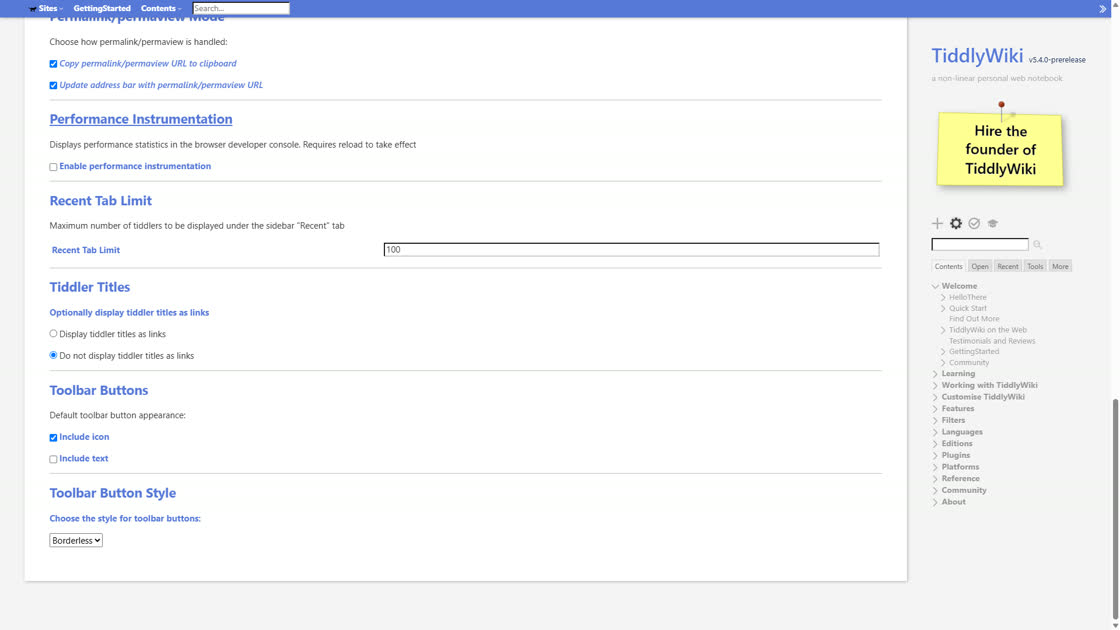 Sites
GettingStarted
Contents
Search...
Permalink/permaview Mode
Choose how permalink/permaview is handled:
Copy permalink/permaview URL to clipboard
Update address bar with permalink/permaview URL
Performance Instrumentation
Displays performance statistics in the browser developer console. Requires reload to take effect
Enable performance instrumentation
Recent Tab Limit
Maximum number of tiddlers to be displayed under the sidebar "Recent" tab
Recent Tab Limit 100
Tiddler Titles
Optionally display tiddler titles as links
Display tiddler titles as links
Do not display tiddler titles as links
Toolbar Buttons
Default toolbar button appearance:
Include icon
Include text
Toolbar Button Style
Choose the style for toolbar buttons:
Borderless
TiddlyWiki v5.4.0-prerelease
a non-linear personal web notebook
Hire the
founder of
TiddlyWiki
Contents Open Recent Tools More
Welcome
HelloThere
Quick Start
Find Out More
TiddlyWiki on the Web
Testimonials and Reviews
GettingStarted
Community
Learning
Working with TiddlyWiki
Customise TiddlyWiki
Features
Filters
Languages
Editions
Plugins
Platforms
Reference
Community
About